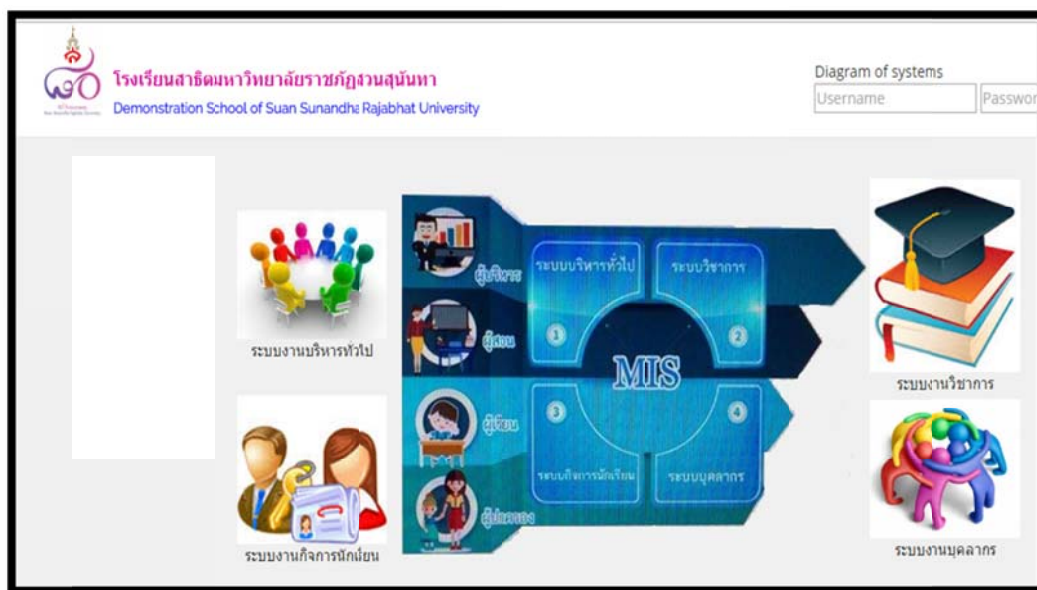 โรงเรียนสาธิตมหาวิทยาลัยราชภัฏสวนสุนันทา
Demonstration School of Suan Sunandha Rajabhat University
Diagram of systems
Username
Passwor
ระบบงานบริหารทั่วไป
ระบบงานกิจการนักเรียน
ผู้บริหาร
ผู้สอน
ผู้เรียน
ผู้ปกครอง
ระบบบริหารทั่วไป
ระบบวิชาการ
1
2
MIS
3
4
ระบบกิจการนักเรียน
ระบบบุคลากร
ระบบงานวิชาการ
ระบบงานบุคลากร